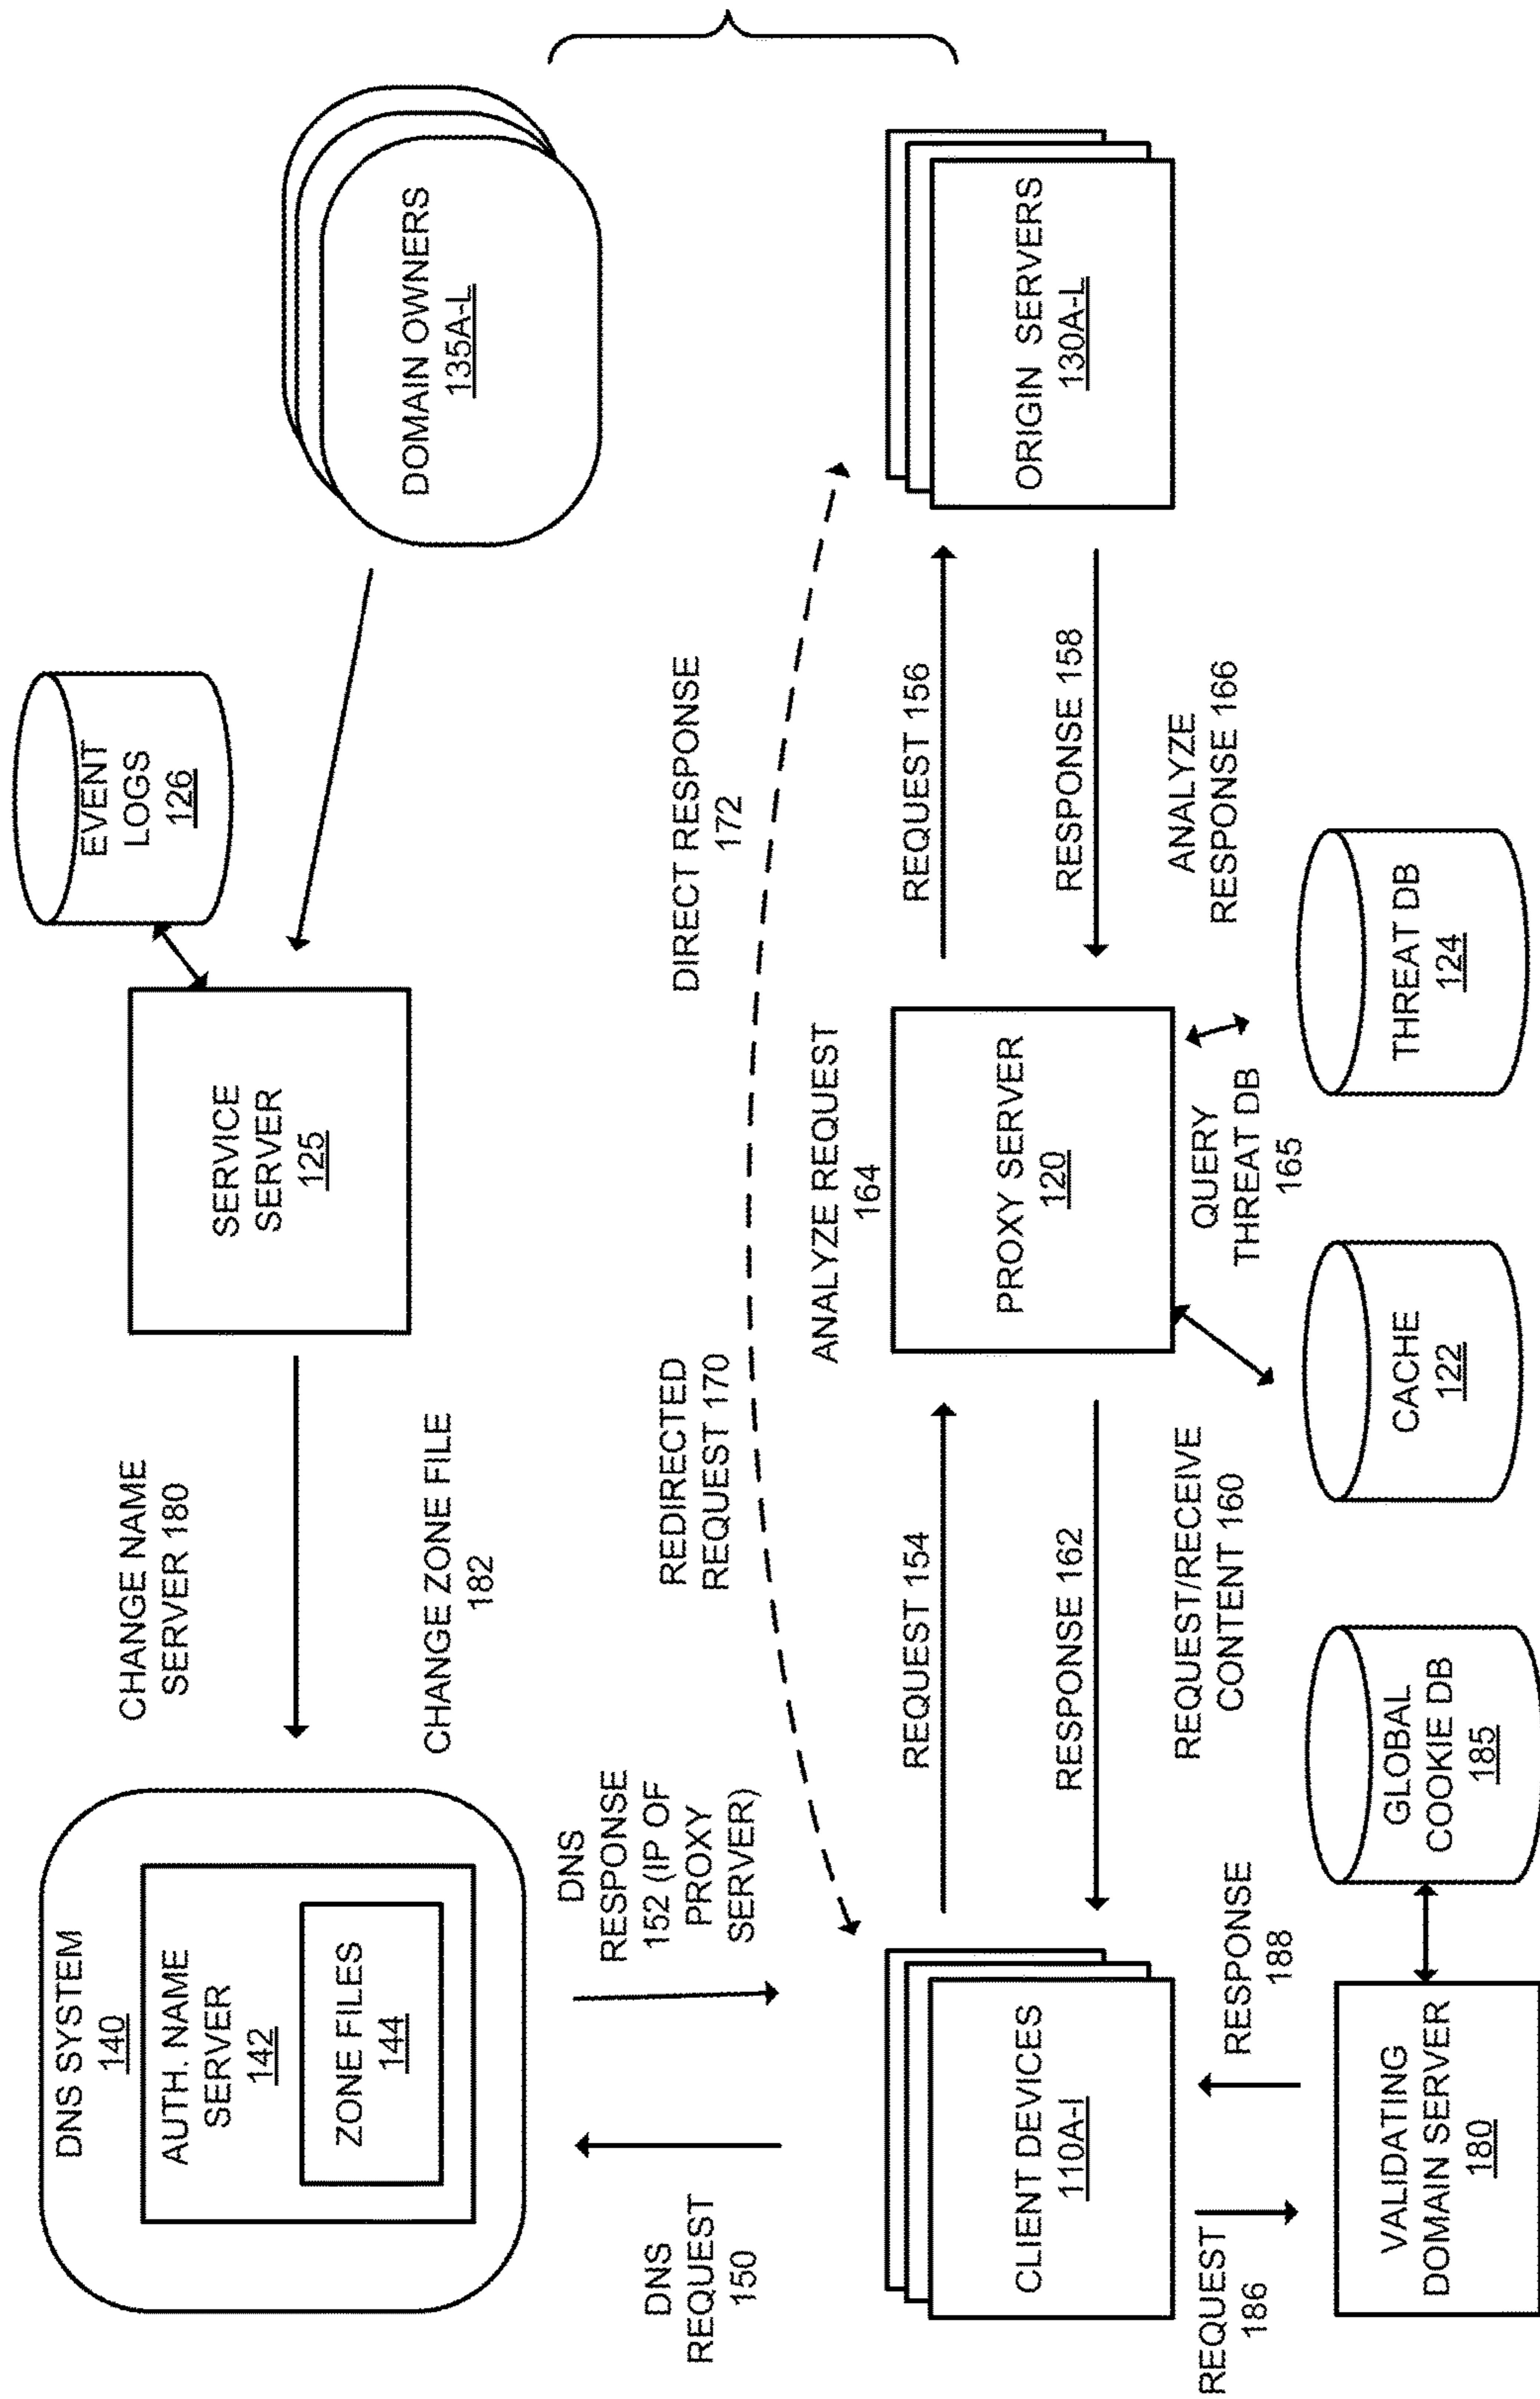 DNS SYSTEM
140
AUTH. NAME
SERVER
142
ZONE FILES
144
CHANGE NAME
SERVER 180
CHANGE ZONE FILE
182
SERVICE
SERVER
125
EVENT
LOGS
126
DOMAIN OWNERS
135A-L
DNS
REQUEST
150
DNS
RESPONSE
152 (IP OF
PROXY
SERVER)
REDIRECTED
REQUEST 170
DIRECT RESPONSE
172
ANALYZE REQUEST
164
CLIENT DEVICES
110A-I
REQUEST 154
RESPONSE 162
PROXY SERVER
120
REQUEST 156
RESPONSE 158
ORIGIN SERVERS
130A-L
REQUEST
186
RESPONSE
188
REQUEST/RECEIVE
CONTENT 160
QUERY
THREAT DB
165
ANALYZE
RESPONSE 166
VALIDATING
DOMAIN SERVER
180
GLOBAL
COOKIE DB
185
CACHE
122
THREAT DB
124